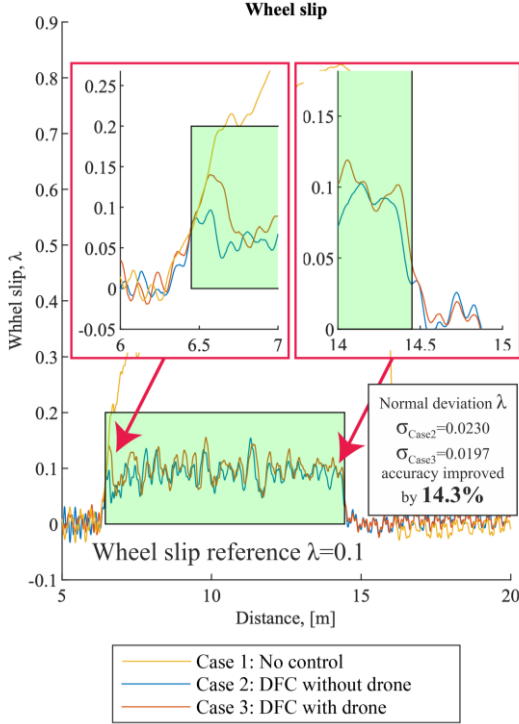 Wheel slip
0.9
0.8
0.7
0.6
0.5
0.4
0.3
0.2
0.1
0
-0.1
Whheel slip, λ
0.25
0.2
0.15
0.1
0.05
0
-0.05
6
6.5
7
0.15
0.1
0.05
0
14
14.5
15
Normal deviation λ
σCase2=0.0230
σCase3=0.0197
accuracy improved
by 14.3%
Wheel slip reference λ=0.1
5
10
15
20
Distance, [m]
Case 1: No control
Case 2: DFC without drone
Case 3: DFC with drone